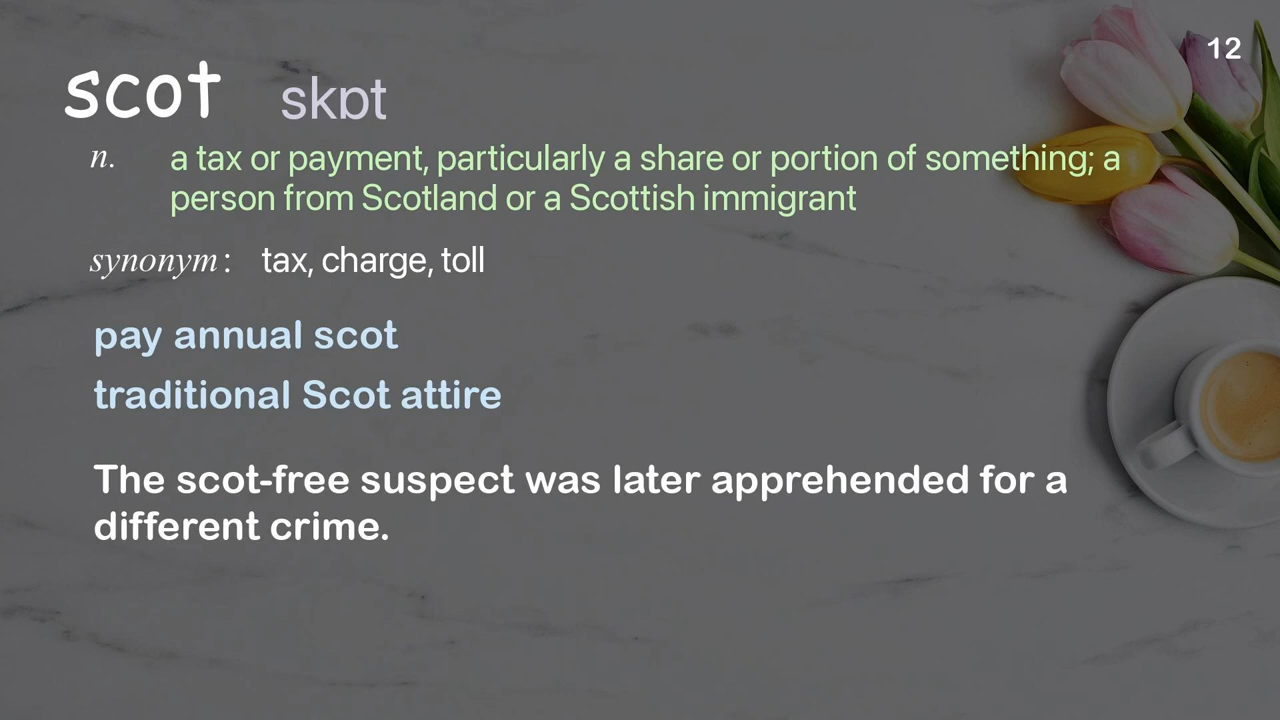 12
scot skɒt
n. a tax or payment, particularly a share or portion of something; a
person from Scotland or a Scottish immigrant
synonym : tax, charge, toll
pay annual scot
traditional Scot attire
The scot-free suspect was later apprehended for a
different crime.